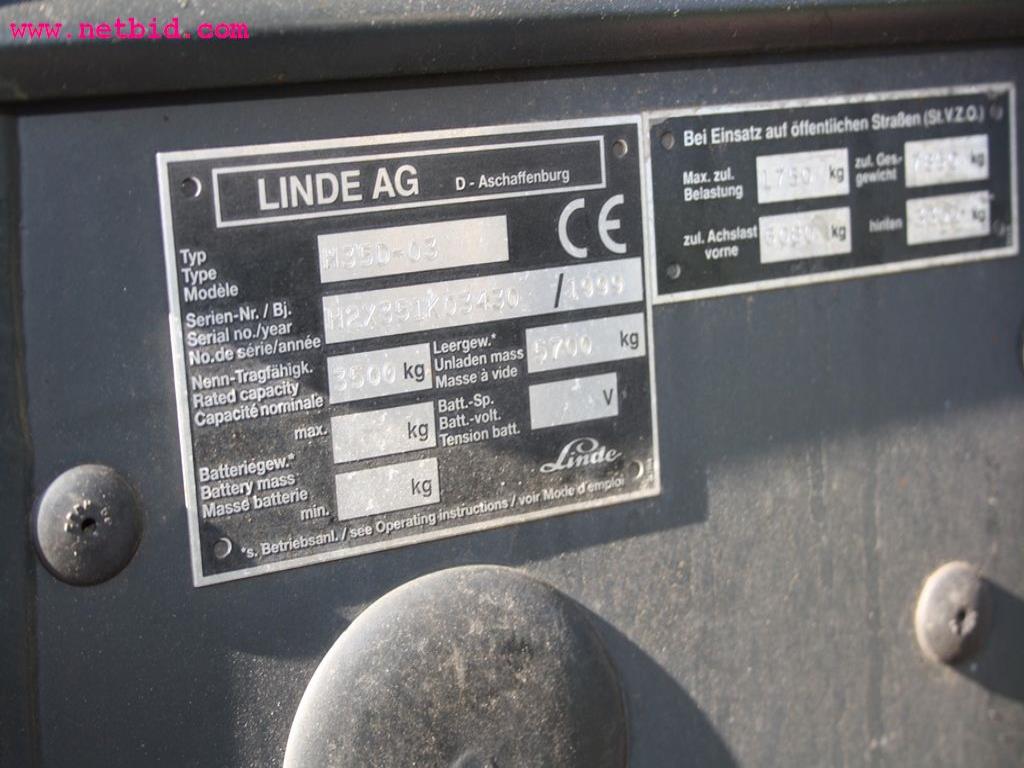 www.netbid.com
LINDE AG D - Aschaffenburg
CE
Typ
Type
Modèle
Serien-Nr. / Bj.
Serial no./year
No.de série/année
H2X351K03430 / 1999
Nenn-Tragfähigk.
Rated capacity
Capacité nominale
3500 kg
Leergew.*
Unladen mass
Masse à vide
5700 kg
max. kg
Batt.-Sp.
Batt.-volt.
Tension batt.
V
Batteriegew.*
Battery mass
Masse batterie
min. kg
Linde
*s. Betriebsanl. / see Operating instructions / voir Mode d'emploi
Bei Einsatz auf öffentlichen Straßen (St.V.Z.O.)
Max. zul.
Belastung
1750 kg
zul. Ges.-
gewicht
kg
zul. Achslast
vorne
kg
hinten
kg